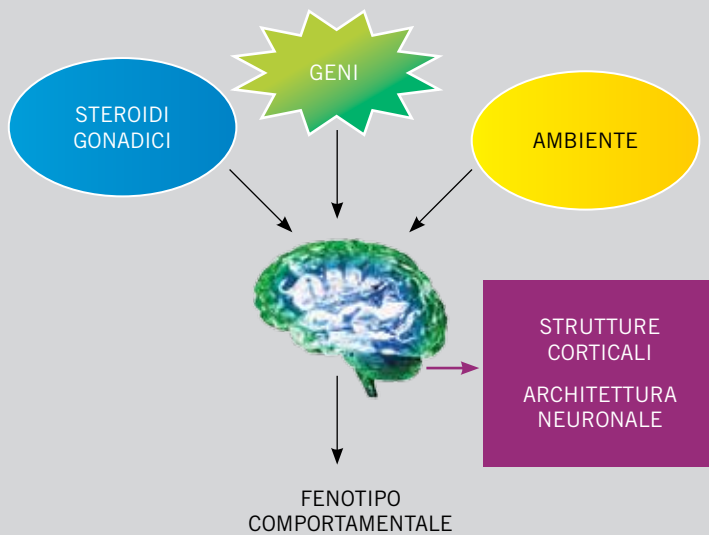 GENI
STEROIDI
GONADICI
AMBIENTE
STRUTTURE
CORTICALI
ARCHITETTURA
NEURONALE
FENOTIPO
COMPORTAMENTALE